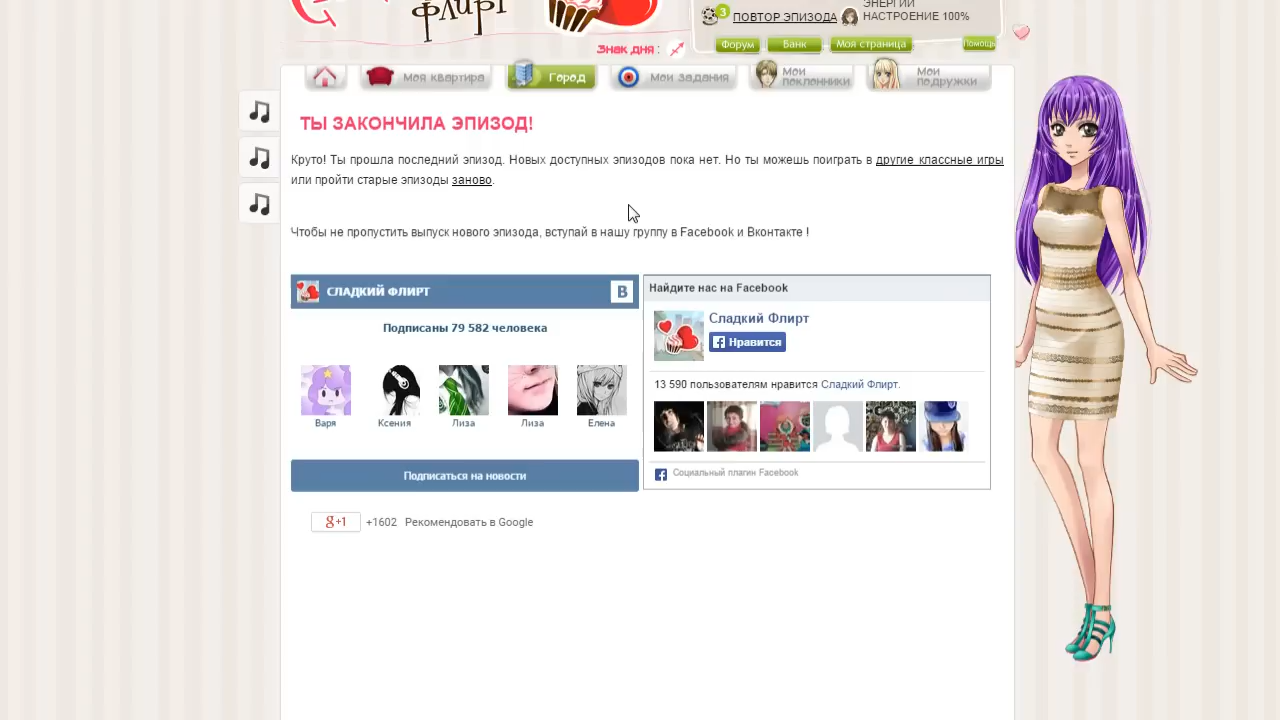 флирт
3 ПОВТОР ЭПИЗОДА
ЭНЕРГИИ
НАСТРОЕНИЕ 100%
Знак дня :
Форум
Банк
Моя страница
Помощь
Моя квартира
Город
Мои задания
Мои поклонники
Мои подружки
ТЫ ЗАКОНЧИЛА ЭПИЗОД!
Круто! Ты прошла последний эпизод. Новых доступных эпизодов пока нет. Но ты можешь поиграть в другие классные игры
или пройти старые эпизоды заново.
Чтобы не пропустить выпуск нового эпизода, вступай в нашу группу в Facebook и Вконтакте !
СЛАДКИЙ ФЛИРТ
B
Подписаны 79 582 человека
Варя
Ксения
Лиза
Лиза
Елена
Подписаться на новости
Найдите нас на Facebook
Сладкий Флирт
Нравится
13 590 пользователям нравится Сладкий Флирт.
Социальный плагин Facebook
g+1 +1602 Рекомендовать в Google